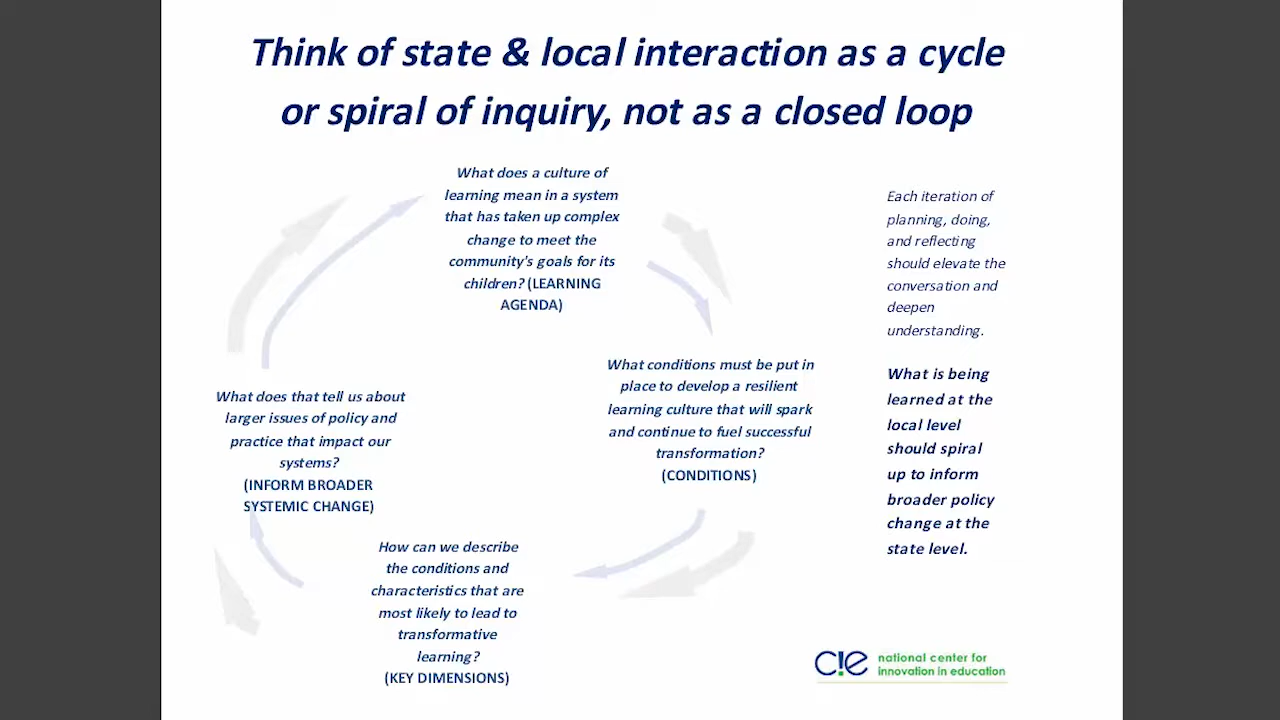 Think of state & local interaction as a cycle
or spiral of inquiry, not as a closed loop
What does a culture of
learning mean in a system
that has taken up complex
change to meet the
community's goals for its
children? (LEARNING
AGENDA)
What conditions must be put in
place to develop a resilient
learning culture that will spark
and continue to fuel successful
transformation?
(CONDITIONS)
How can we describe
the conditions and
characteristics that are
most likely to lead to
transformative
learning?
(KEY DIMENSIONS)
What does that tell us about
larger issues of policy and
practice that impact our
systems?
(INFORM BROADER
SYSTEMIC CHANGE)
Each iteration of
planning, doing,
and reflecting
should elevate the
conversation and
deepen
understanding.
What is being
learned at the
local level
should spiral
up to inform
broader policy
change at the
state level.
c!e national center for
innovation in education